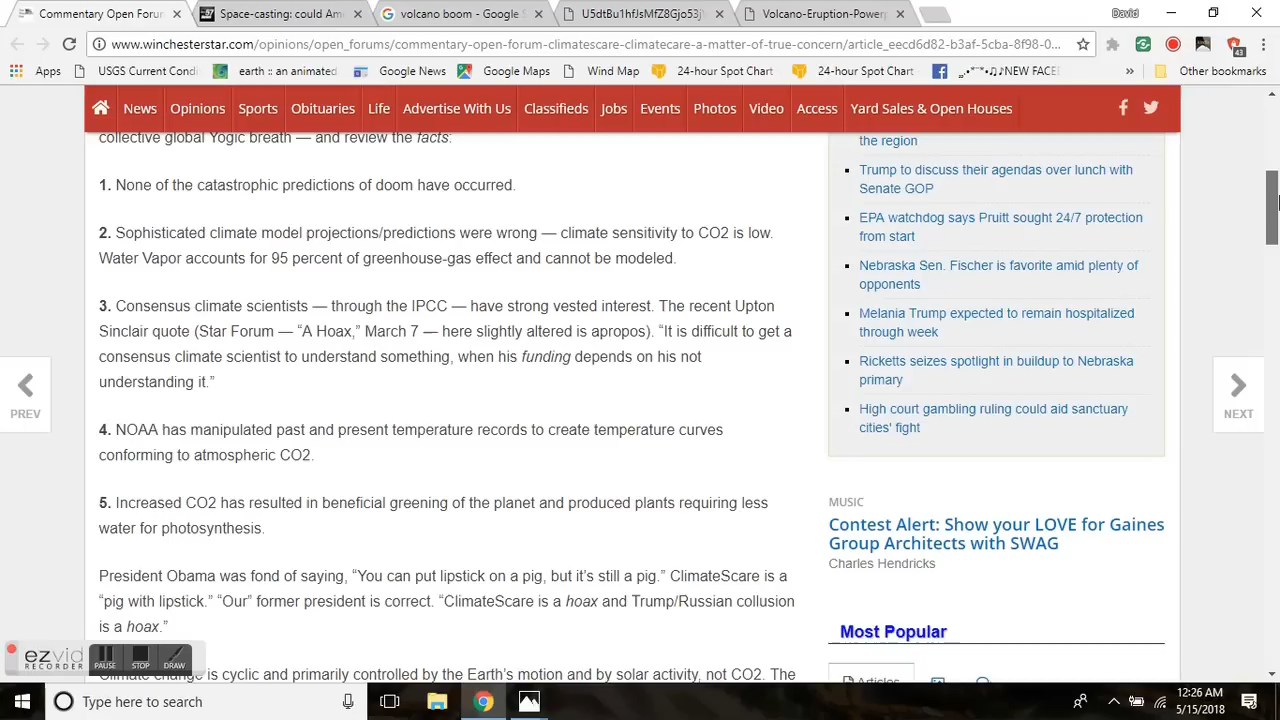 Commentary Open Forum
Space-casting: could Am
volcano boom - Google S
U5dtBu1hfJsMfZ8Gjo53j
Volcano-Eruption-Power
David
www.winchesterstar.com/opinions/open_forums/commentary-open-forum-climatescare-climatecare-a-matter-of-true-concern/article_eecd6d82-b3af-5cba-8f98-0...
43
Apps
USGS Current Condi
earth :: an animated
Google News
Google Maps
Wind Map
24-hour Spot Chart
24-hour Spot Chart
NEW FACE
»
Other bookmarks
News Opinions Sports Obituaries Life Advertise With Us Classifieds Jobs Events Photos Video Access Yard Sales & Open Houses
collective global Yogic breath — and review the facts:
1. None of the catastrophic predictions of doom have occurred.
2. Sophisticated climate model projections/predictions were wrong — climate sensitivity to CO2 is low.
Water Vapor accounts for 95 percent of greenhouse-gas effect and cannot be modeled.
3. Consensus climate scientists — through the IPCC — have strong vested interest. The recent Upton
Sinclair quote (Star Forum — “A Hoax,” March 7 — here slightly altered is apropos). “It is difficult to get a
consensus climate scientist to understand something, when his funding depends on his not
understanding it.”
4. NOAA has manipulated past and present temperature records to create temperature curves
conforming to atmospheric CO2.
5. Increased CO2 has resulted in beneficial greening of the planet and produced plants requiring less
water for photosynthesis.
President Obama was fond of saying, “You can put lipstick on a pig, but it’s still a pig.” ClimateScare is a
“pig with lipstick.” “Our” former president is correct. “ClimateScare is a hoax and Trump/Russian collusion
is a hoax.”
Climate change is cyclic and primarily controlled by the Earth’s motion and by solar activity, not CO2. The
the region
Trump to discuss their agendas over lunch with
Senate GOP
EPA watchdog says Pruitt sought 24/7 protection
from start
Nebraska Sen. Fischer is favorite amid plenty of
opponents
Melania Trump expected to remain hospitalized
through week
Ricketts seizes spotlight in buildup to Nebraska
primary
High court gambling ruling could aid sanctuary
cities' fight
MUSIC
Contest Alert: Show your LOVE for Gaines
Group Architects with SWAG
Charles Hendricks
Most Popular
Articles
PREV
NEXT
ezvid
RECORDER
PAUSE
STOP
DRAW
Type here to search
12:26 AM
5/15/2018